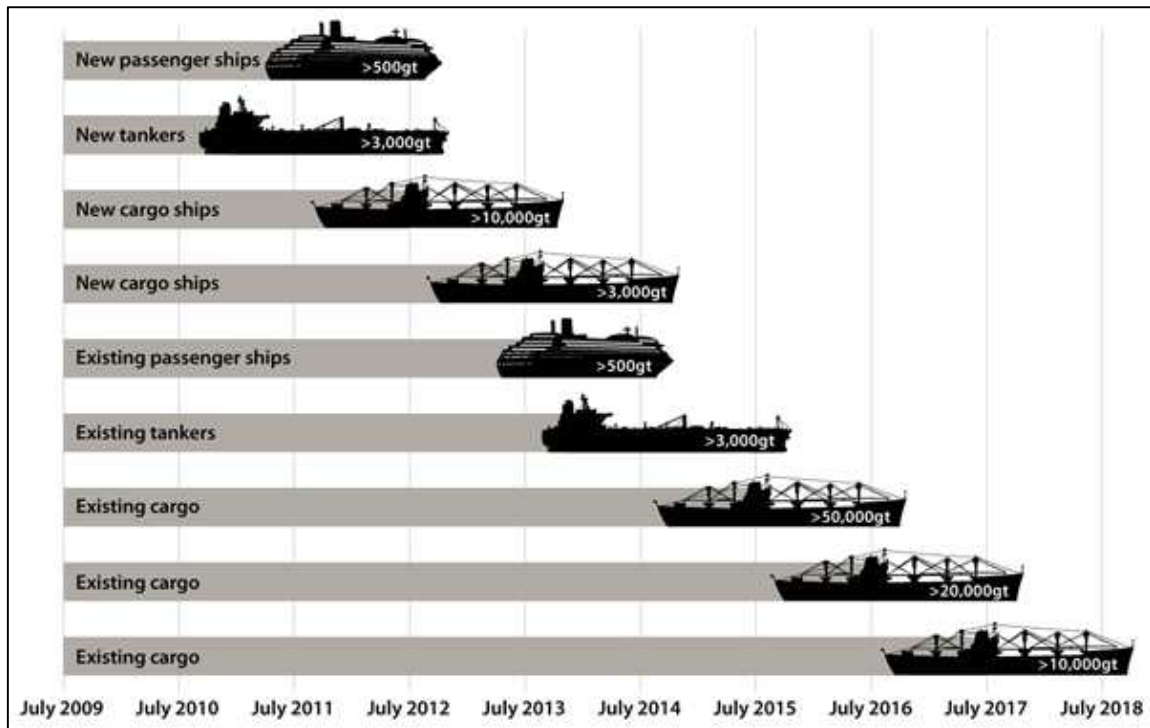 New passenger ships >500gt
New tankers >3,000gt
New cargo ships >10,000gt
New cargo ships >3,000gt
Existing passenger ships >500gt
Existing tankers >3,000gt
Existing cargo >50,000gt
Existing cargo >20,000gt
Existing cargo >10,000gt
July 2009 July 2010 July 2011 July 2012 July 2013 July 2014 July 2015 July 2016 July 2017 July 2018